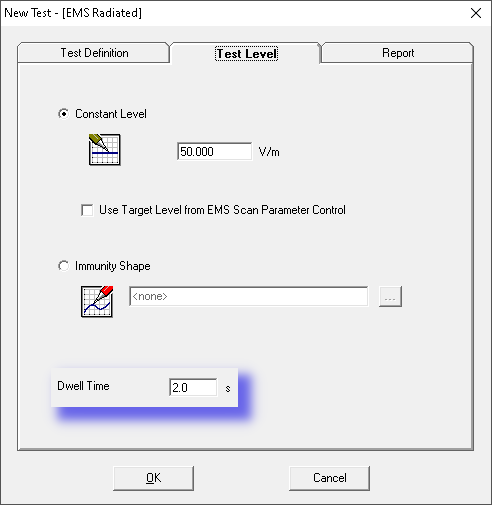 New Test - [EMS Radiated]
Test Definition
Test Level
Report
Constant Level
50.000 V/m
Use Target Level from EMS Scan Parameter Control
Immunity Shape
<none> ...
Dwell Time 2.0 s
OK Cancel